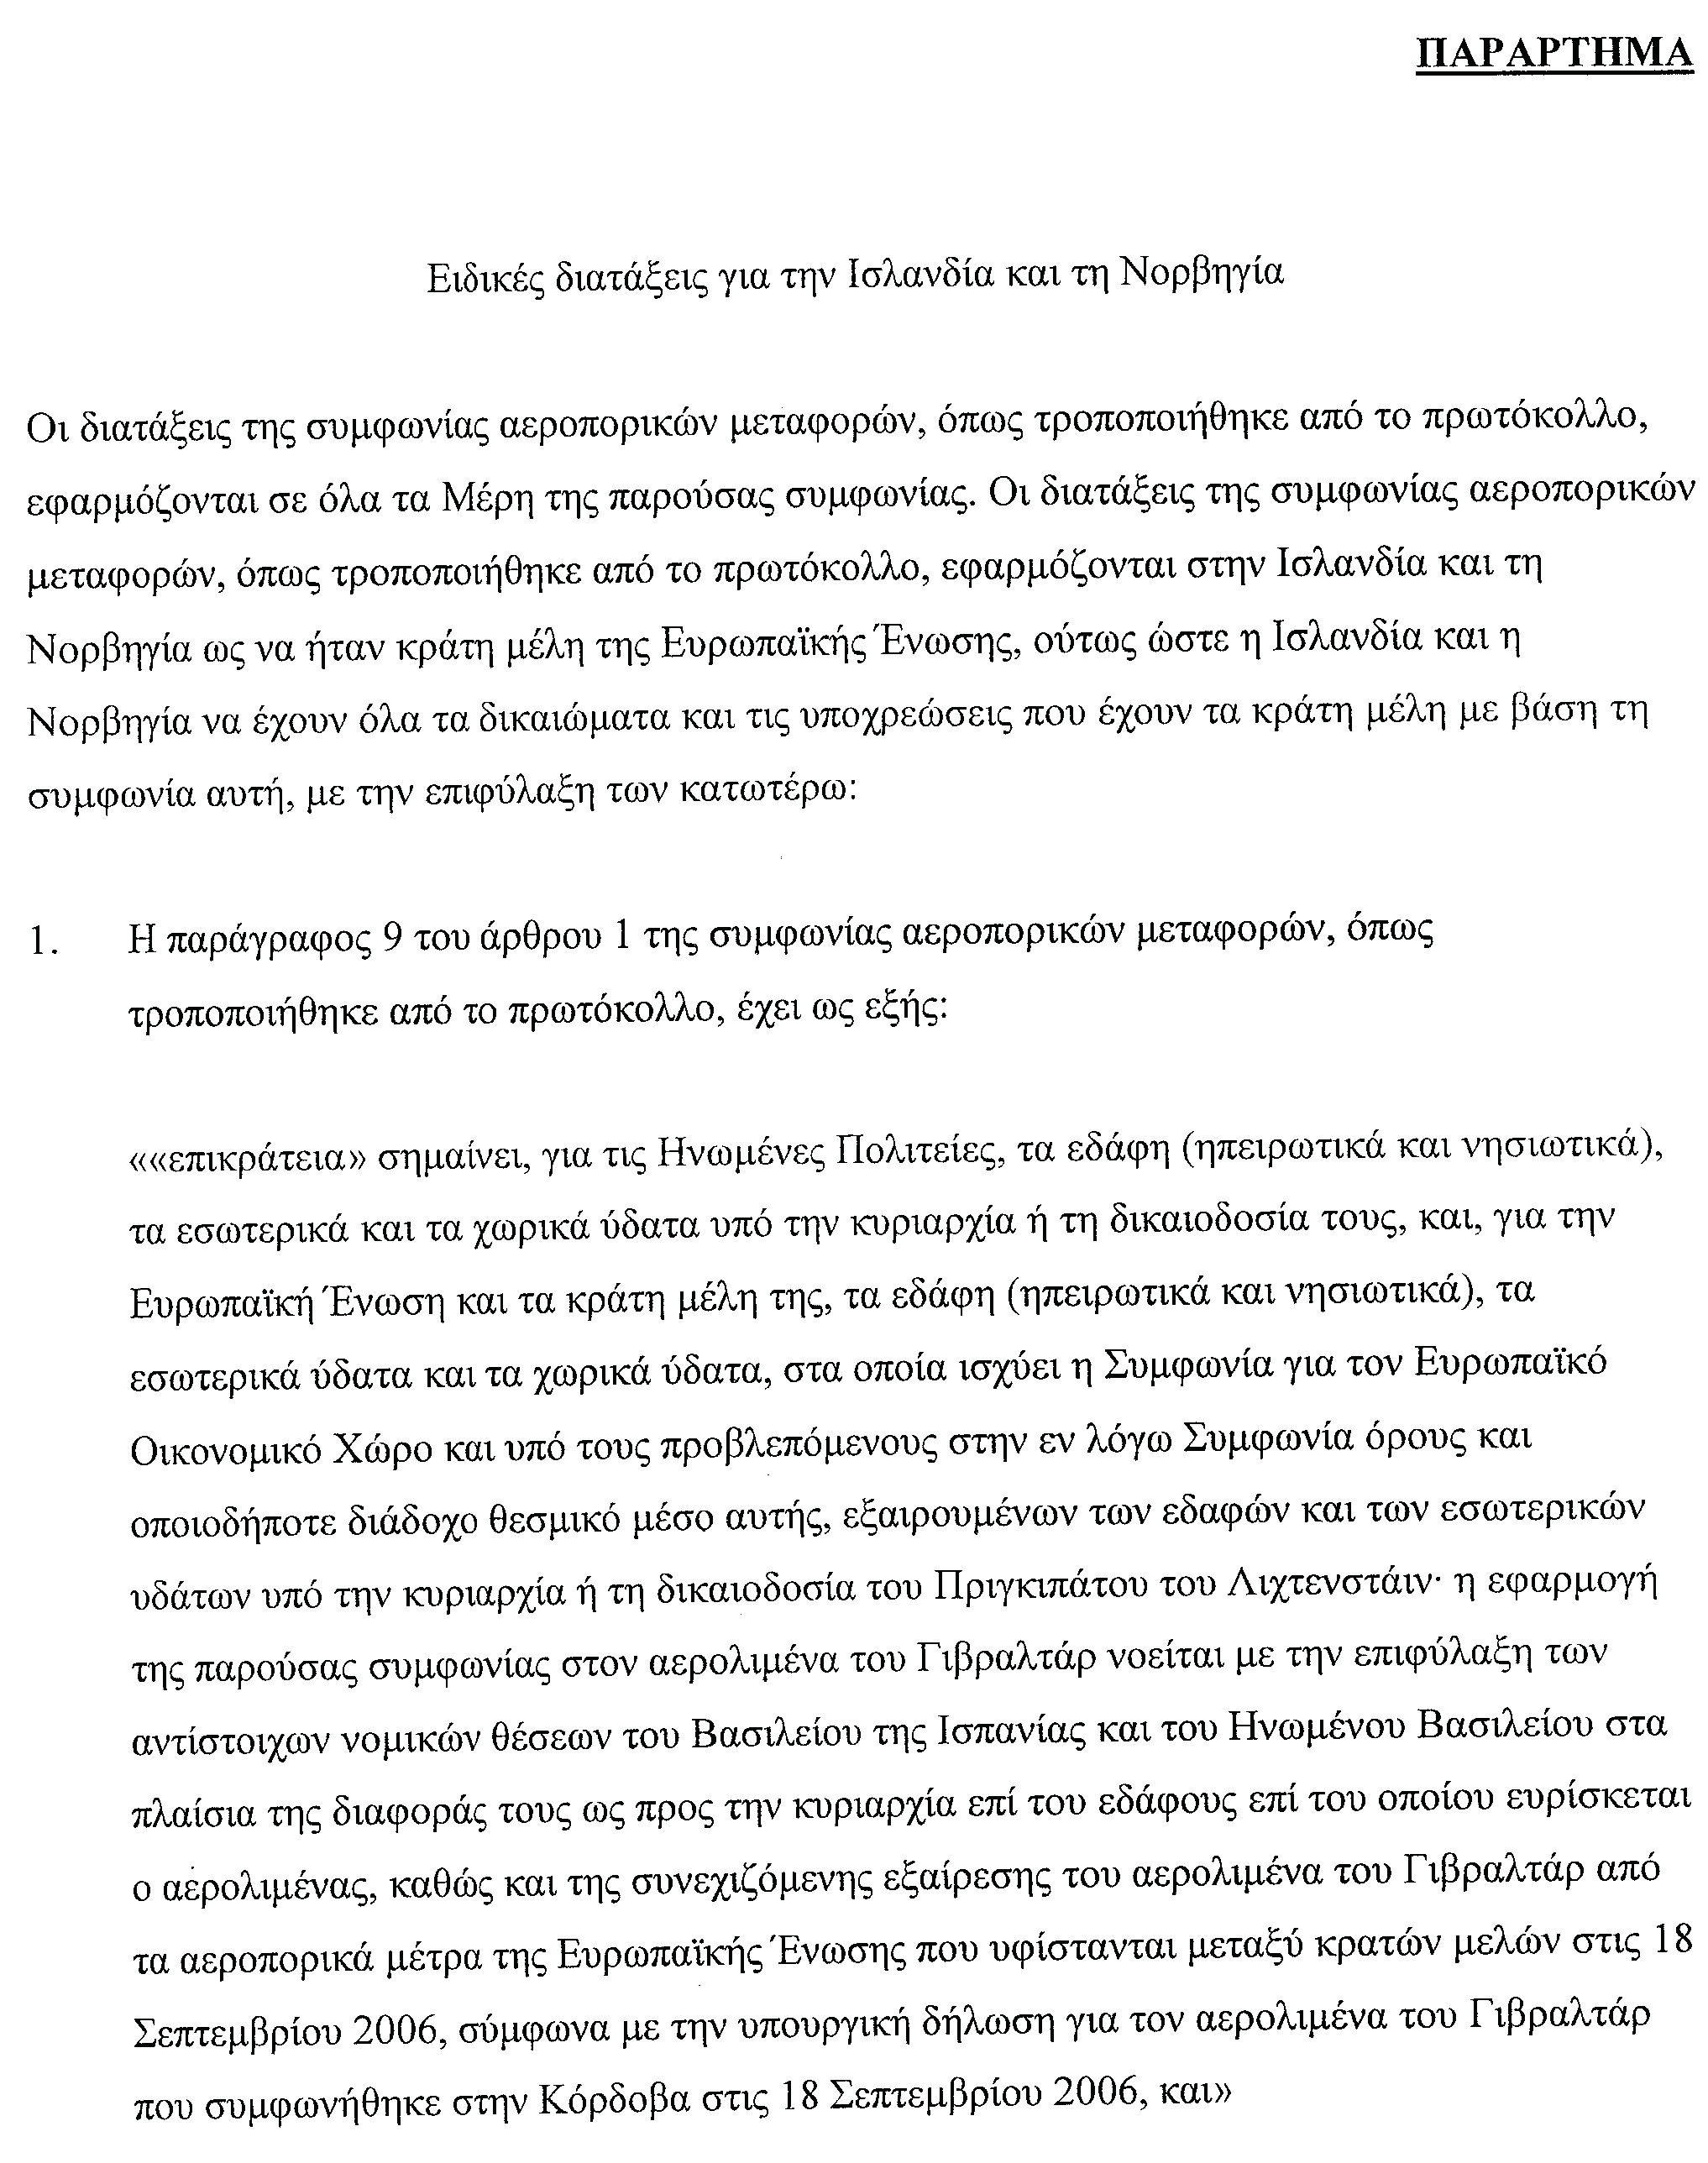 ΠΑΡΑΡΤΗΜΑ
Ειδικές διατάξεις για την Ισλανδία και τη Νορβηγία
Οι διατάξεις της συμφωνίας αεροπορικών μεταφορών, όπως τροποποιήθηκε από το πρωτόκολλο,
εφαρμόζονται σε όλα τα Μέρη της παρούσας συμφωνίας. Οι διατάξεις της συμφωνίας αεροπορικών
μεταφορών, όπως τροποποιήθηκε από το πρωτόκολλο, εφαρμόζονται στην Ισλανδία και τη
Νορβηγία ως να ήταν κράτη μέλη της Ευρωπαϊκής Ένωσης, ούτως ώστε η Ισλανδία και η
Νορβηγία να έχουν όλα τα δικαιώματα και τις υποχρεώσεις που έχουν τα κράτη μέλη με βάση τη
συμφωνία αυτή, με την επιφύλαξη των κατωτέρω:
1. Η παράγραφος 9 του άρθρου 1 της συμφωνίας αεροπορικών μεταφορών, όπως
τροποποιήθηκε από το πρωτόκολλο, έχει ως εξής:
««επικράτεια» σημαίνει, για τις Ηνωμένες Πολιτείες, τα εδάφη (ηπειρωτικά και νησιωτικά),
τα εσωτερικά και τα χωρικά ύδατα υπό την κυριαρχία ή τη δικαιοδοσία τους, και, για την
Ευρωπαϊκή Ένωση και τα κράτη μέλη της, τα εδάφη (ηπειρωτικά και νησιωτικά), τα
εσωτερικά ύδατα και τα χωρικά ύδατα, στα οποία ισχύει η Συμφωνία για τον Ευρωπαϊκό
Οικονομικό Χώρο και υπό τους προβλεπόμενους στην εν λόγω Συμφωνία όρους και
οποιοδήποτε διάδοχο θεσμικό μέσο αυτής, εξαιρουμένων των εδαφών και των εσωτερικών
υδάτων υπό την κυριαρχία ή τη δικαιοδοσία του Πριγκιπάτου του Λιχτενστάιν· η εφαρμογή
της παρούσας συμφωνίας στον αερολιμένα του Γιβραλτάρ νοείται με την επιφύλαξη των
αντίστοιχων νομικών θέσεων του Βασιλείου της Ισπανίας και του Ηνωμένου Βασιλείου στα
πλαίσια της διαφοράς τους ως προς την κυριαρχία επί του εδάφους επί του οποίου ευρίσκεται
ο αερολιμένας, καθώς και της συνεχιζόμενης εξαίρεσης του αερολιμένα του Γιβραλτάρ από
τα αεροπορικά μέτρα της Ευρωπαϊκής Ένωσης που υφίστανται μεταξύ κρατών μελών στις 18
Σεπτεμβρίου 2006, σύμφωνα με την υπουργική δήλωση για τον αερολιμένα του Γιβραλτάρ
που συμφωνήθηκε στην Κόρδοβα στις 18 Σεπτεμβρίου 2006, και»